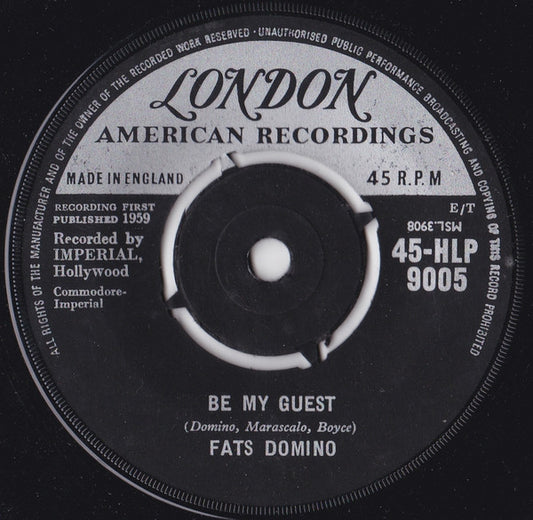 ALL RIGHTS OF THE MANUFACTURER AND OF THE OWNER OF THE RECORDED WORK RESERVED · UNAUTHORISED PUBLIC PERFORMANCE BROADCASTING AND COPYING OF THIS RECORD PROHIBITED
LONDON
AMERICAN RECORDINGS
MADE IN ENGLAND
45 R.P.M
RECORDING FIRST
PUBLISHED 1959
E/T
MSL.3908
Recorded by
IMPERIAL,
Hollywood
45-HLP
9005
Commodore-
Imperial
BE MY GUEST
(Domino, Marascalo, Boyce)
FATS DOMINO